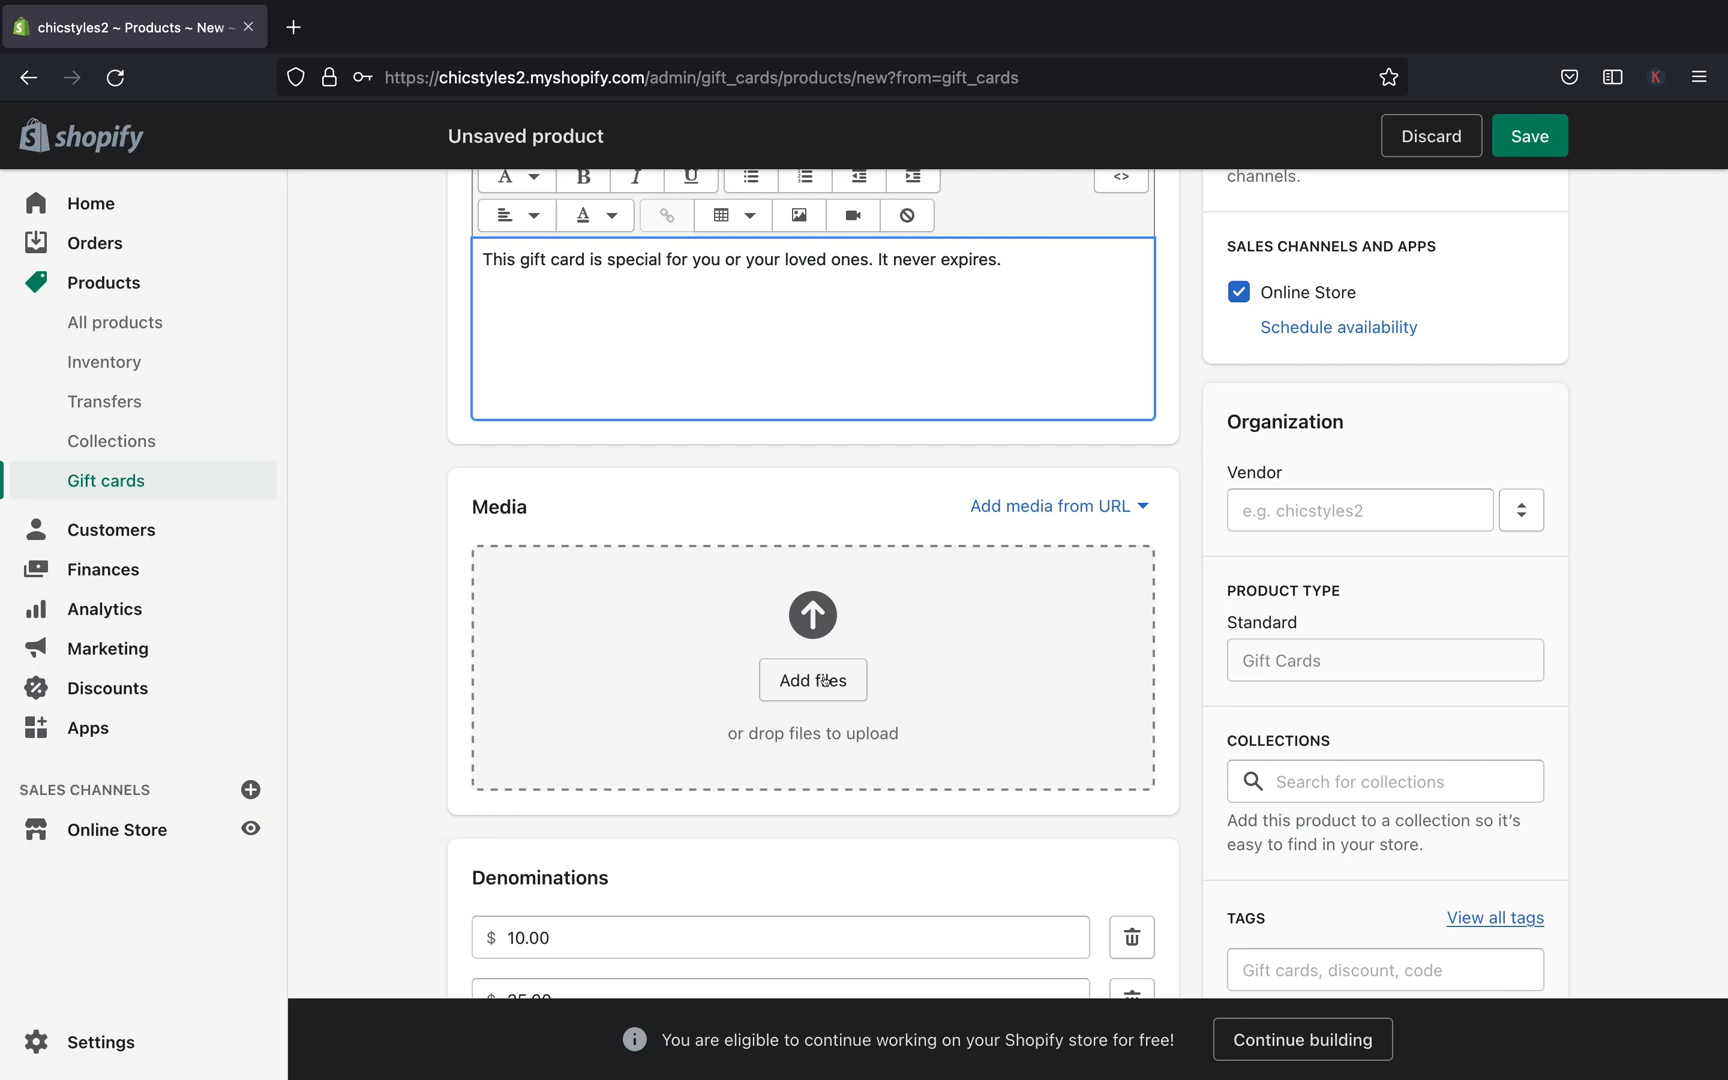 chicstyles2 ~ Products ~ New ~
https://chicstyles2.myshopify.com/admin/gift_cards/products/new?from=gift_cards
K
shopify
Unsaved product
Discard
Save
Home
Orders
Products
All products
Inventory
Transfers
Collections
Gift cards
Customers
Finances
Analytics
Marketing
Discounts
Apps
SALES CHANNELS
Online Store
Settings
A
B
I
U
<>
A
This gift card is special for you or your loved ones. It never expires.
Media
Add media from URL
Add files
or drop files to upload
Denominations
$ 10.00
$ 25.00
channels.
SALES CHANNELS AND APPS
Online Store
Schedule availability
Organization
Vendor
e.g. chicstyles2
PRODUCT TYPE
Standard
Gift Cards
COLLECTIONS
Search for collections
Add this product to a collection so it's
easy to find in your store.
TAGS
View all tags
Gift cards, discount, code
You are eligible to continue working on your Shopify store for free!
Continue building